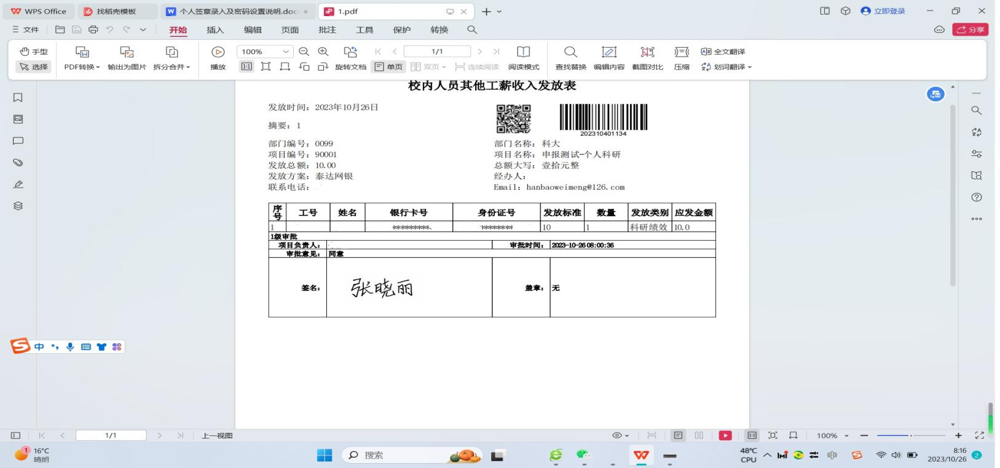 WPS Office 找稻壳模板 个人签章录入及密码设置说明.doc 1.pdf 立即登录
文件 开始 插入 编辑 页面 批注 工具 保护 转换 分享
手型 100% 1/1 全文翻译
选择 PDF转换 输出为图片 拆分合并 播放 旋转文档 单页 双页 连续阅读 阅读模式 查找替换 编辑内容 截图对比 压缩 划词翻译
校内人员其他工薪收入发放表
发放时间：2023年10月26日
摘要：1
202310401134
部门编号：0099 部门名称：科大
项目编号：90001 项目名称：申报测试-个人科研
发放总额：10.00 总额大写：壹拾元整
发放方案：泰达网银 经办人：
联系电话： Email：hanbaoweimeng@126.com
序号 工号 姓名 银行卡号 身份证号 发放标准 数量 发放类别 应发金额
1 10 1 科研绩效 10.0
1级审批
项目负责人： 审批时间： 2023-10-26 08:00:36
审批意见： 同意
签名： 张晓丽 盖章： 无
中
1/1 上一视图 100%
1 16°C
晴朗
搜索
48°C
CPU
中
8:16
2023/10/26
2